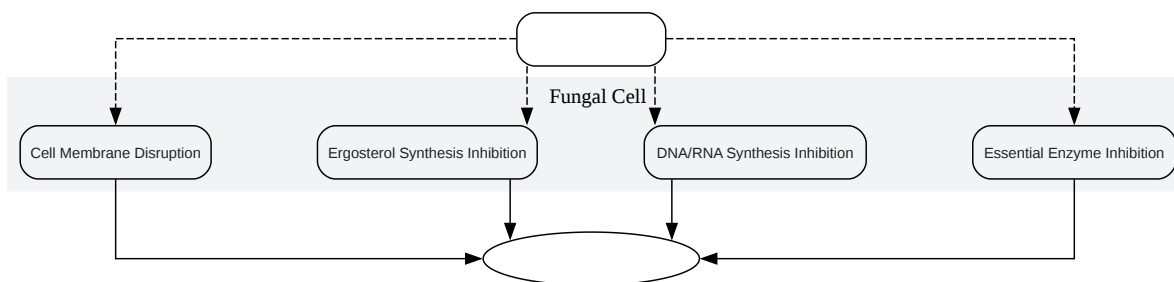 Fungal Cell
Cell Membrane Disruption
Ergosterol Synthesis Inhibition
DNA/RNA Synthesis Inhibition
Essential Enzyme Inhibition